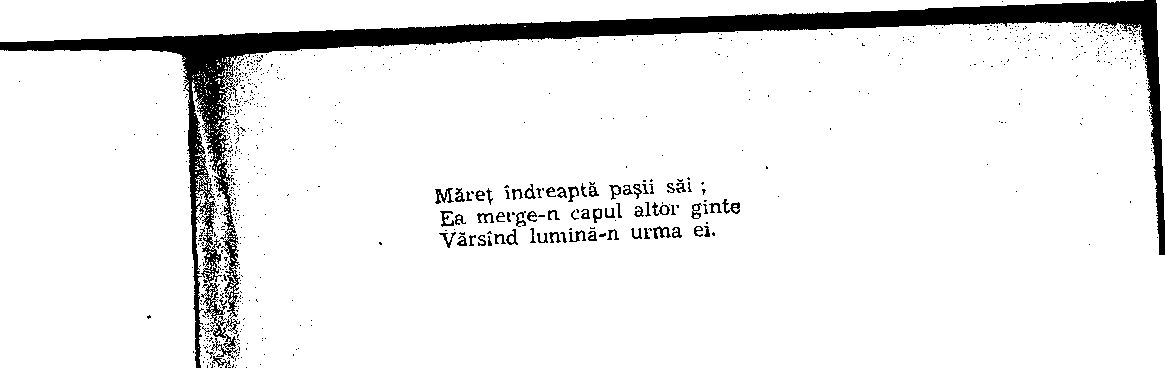 Măreț îndreaptă pașii săi ;
Ea merge-n capul altor ginte
Vărsînd lumină-n urma ei.